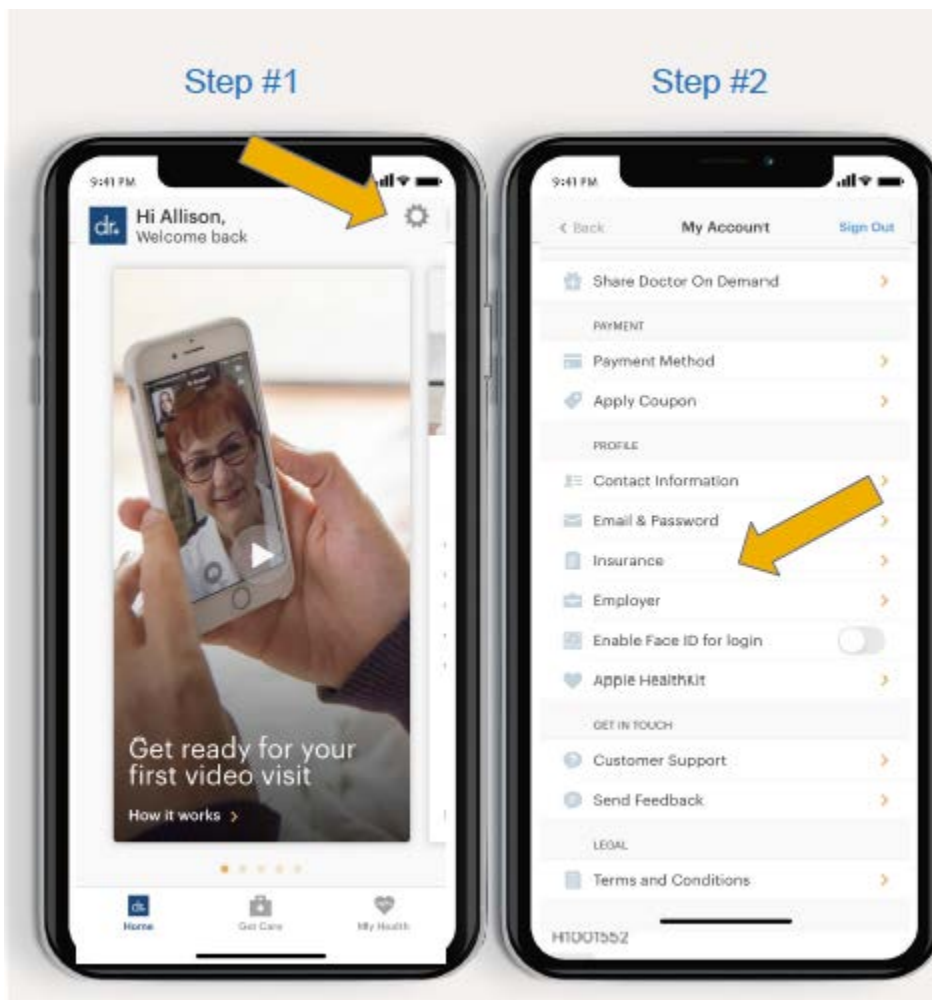 Step #1
Step #2
9:41 PM
dr.
Hi Allison,
Welcome back
Get ready for your
first video visit
How it works >
dr.
Home
Get Care
My Health
9:41 PM
< Back
My Account
Sign Out
Share Doctor On Demand
PAYMENT
Payment Method
Apply Coupon
PROFILE
Contact Information
Email & Password
Insurance
Employer
Enable Face ID for login
Apple HealthKit
GET IN TOUCH
Customer Support
Send Feedback
LEGAL
Terms and Conditions
H1001552